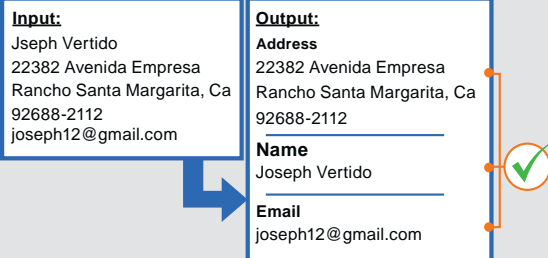 Input:
Jseph Vertido
22382 Avenida Empresa
Rancho Santa Margarita, Ca
92688-2112
joseph12@gmail.com
Output:
Address
22382 Avenida Empresa
Rancho Santa Margarita, Ca
92688-2112
Name
Joseph Vertido
Email
joseph12@gmail.com